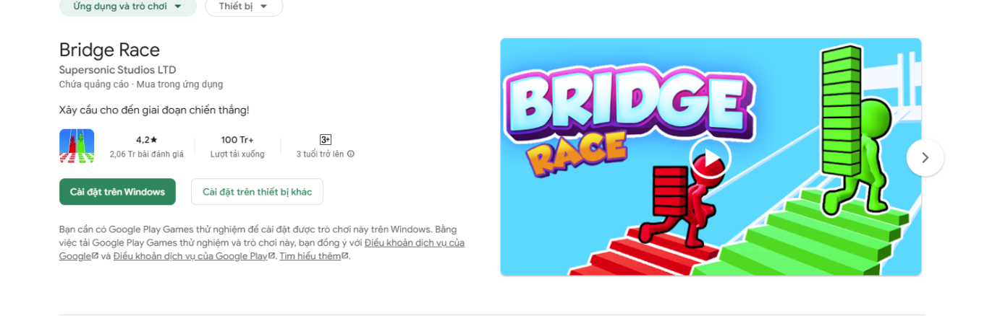 Ứng dụng và trò chơi
Thiết bị
Bridge Race
Supersonic Studios LTD
Chứa quảng cáo · Mua trong ứng dụng
Xây cầu cho đến giai đoạn chiến thắng!
4,2★
2,06 Tr bài đánh giá
100 Tr+
Lượt tải xuống
3+
3 tuổi trở lên
Cài đặt trên Windows
Cài đặt trên thiết bị khác
Bạn cần có Google Play Games thử nghiệm để cài đặt được trò chơi này trên Windows. Bằng
việc tải Google Play Games thử nghiệm và trò chơi này, bạn đồng ý với Điều khoản dịch vụ của
Google và Điều khoản dịch vụ của Google Play. Tìm hiểu thêm.
BRIDGE
RACE